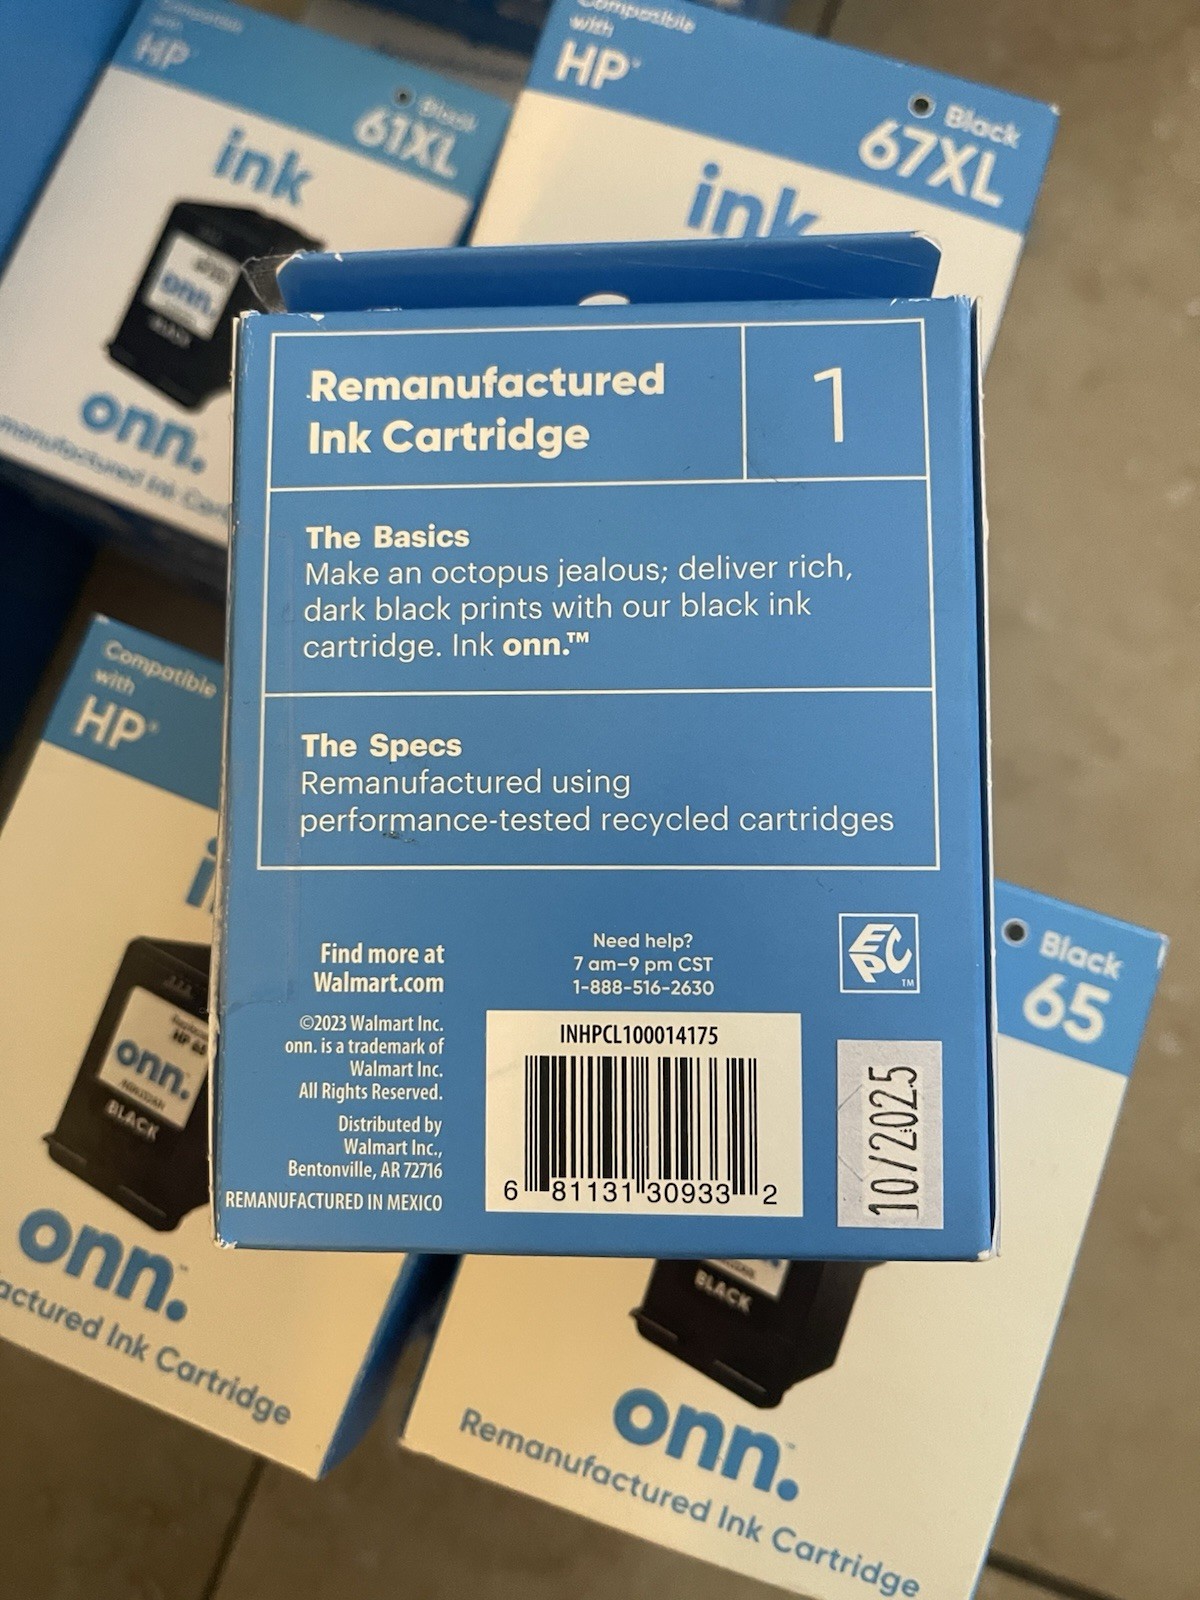 Compatible
with
HP
Black
61XL
ink
onn.
BLACK
onn.
Compatible
with
HP
Black
67XL
ink
Remanufactured
Ink Cartridge
1
The Basics
Make an octopus jealous; deliver rich,
dark black prints with our black ink
cartridge. Ink onn.™
The Specs
Remanufactured using
performance-tested recycled cartridges
Find more at
Walmart.com
Need help?
7 am–9 pm CST
1-888-516-2630
EPC™
©2023 Walmart Inc.
onn. is a trademark of
Walmart Inc.
All Rights Reserved.
Distributed by
Walmart Inc.,
Bentonville, AR 72716
REMANUFACTURED IN MEXICO
INHPCL100014175
6 81131 30933 2
10/2025
Compatible
with
HP
onn.
BLACK
onn.™
Ink Cartridge
Black
65
BLACK
onn.™
Remanufactured Ink Cartridge